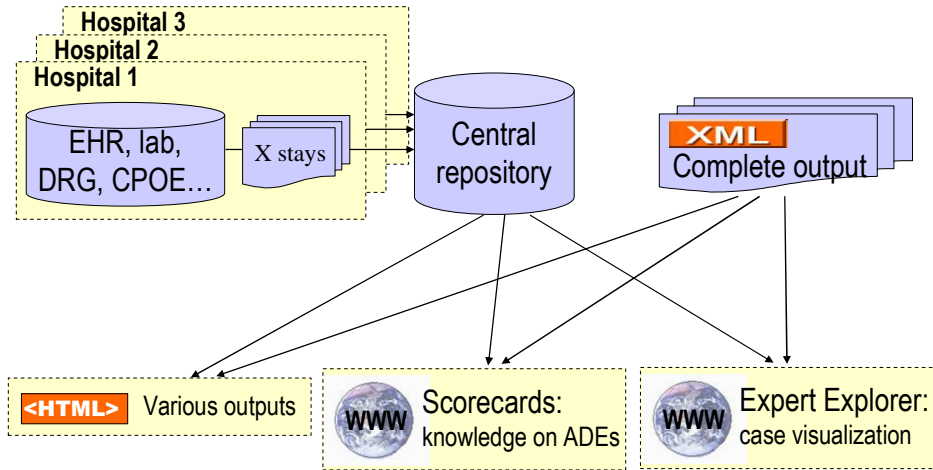 Hospital 3
Hospital 2
Hospital 1
EHR, lab,
DRG, CPOE…
X stays
Central
repository
XML
Complete output
<HTML> Various outputs
WWW
Scorecards:
knowledge on ADEs
WWW
Expert Explorer:
case visualization